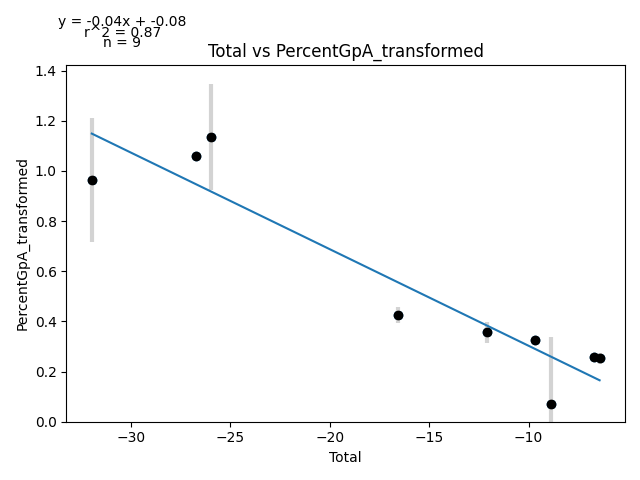 y = -0.04x + -0.08
r^2 = 0.87
n = 9
Total vs PercentGpA_transformed
PercentGpA_transformed
1.4
1.2
1.0
0.8
0.6
0.4
0.2
0.0
−30
−25
−20
−15
−10
Total